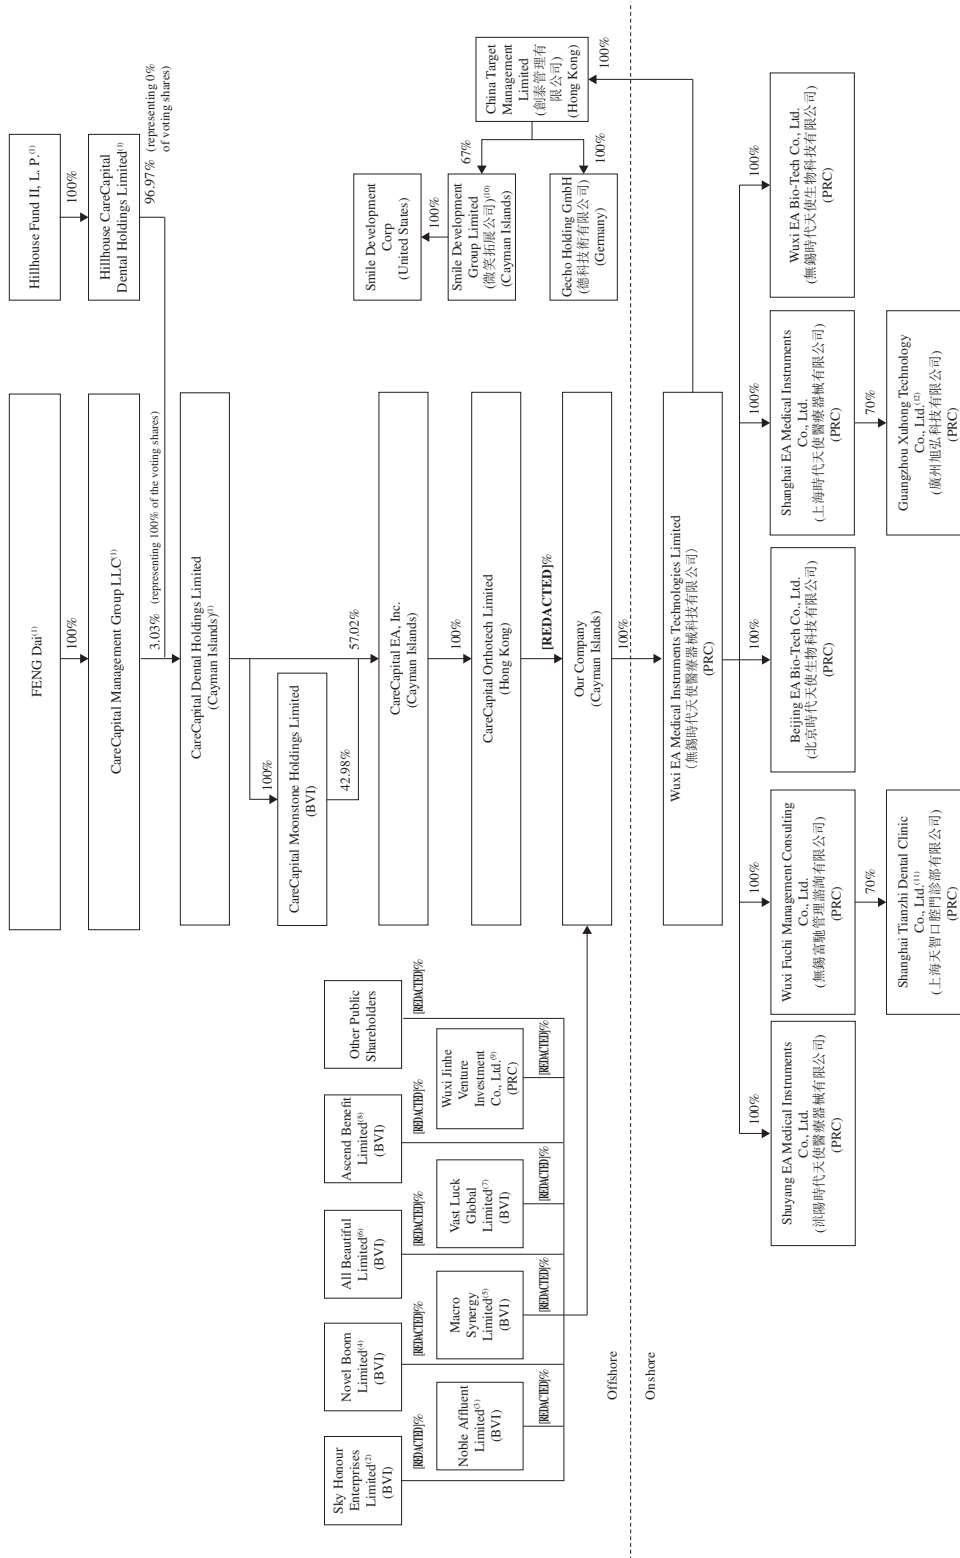 FENG Dai(1)
100%
CareCapital Management Group LLC(1)
3.03% (representing 100% of the voting shares)
Hillhouse Fund II, L. P.(1)
100%
Hillhouse CareCapital
Dental Holdings Limited(1)
96.97% (representing 0%
of voting shares)
CareCapital Dental Holdings Limited
(Cayman Islands)(1)
100%
CareCapital Moonstone Holdings Limited
(BVI)
42.98%
57.02%
CareCapital EA, Inc.
(Cayman Islands)
100%
CareCapital Orthotech Limited
(Hong Kong)
[REDACTED]%
Our Company
(Cayman Islands)
100%
Sky Honour
Enterprises
Limited(2)
(BVI)
[REDACTED]%
Novel Boom
Limited(4)
(BVI)
[REDACTED]%
All Beautiful
Limited(6)
(BVI)
[REDACTED]%
Ascend Benefit
Limited(8)
(BVI)
[REDACTED]%
Other Public
Shareholders
[REDACTED]%
Noble Affluent
Limited(3)
(BVI)
[REDACTED]%
Macro
Synergy
Limited(5)
(BVI)
[REDACTED]%
Vast Luck
Global
Limited(7)
(BVI)
[REDACTED]%
Wuxi Jinhe
Venture
Investment
Co., Ltd.(9)
(PRC)
[REDACTED]%
Smile Development
Corp
(United States)
100%
Smile Development
Group Limited
(微笑拓展公司)(10)
(Cayman Islands)
67%
Gecho Holding GmbH
(德科技術有限公司)
(Germany)
100%
China Target
Management
Limited
(創泰管理有
限公司)
(Hong Kong)
100%
Offshore
Onshore
Wuxi EA Medical Instruments Technologies Limited
(無錫時代天使醫療器械科技有限公司)
(PRC)
100%
Shuyang EA Medical Instruments
Co., Ltd.
(沭陽時代天使醫療器械有限公司)
(PRC)
100%
Wuxi Fuchi Management Consulting
Co., Ltd.
(無錫富馳管理諮詢有限公司)
(PRC)
70%
Shanghai Tianzhi Dental Clinic
Co., Ltd.(11)
(上海天智口腔門診部有限公司)
(PRC)
100%
Beijing EA Bio-Tech Co., Ltd.
(北京時代天使生物科技有限公司)
(PRC)
100%
Shanghai EA Medical Instruments
Co., Ltd.
(上海時代天使醫療器械有限公司)
(PRC)
70%
Guangzhou Xuhong Technology
Co., Ltd.(12)
(廣州旭弘科技有限公司)
(PRC)
100%
Wuxi EA Bio-Tech Co., Ltd.
(無錫時代天使生物科技有限公司)
(PRC)